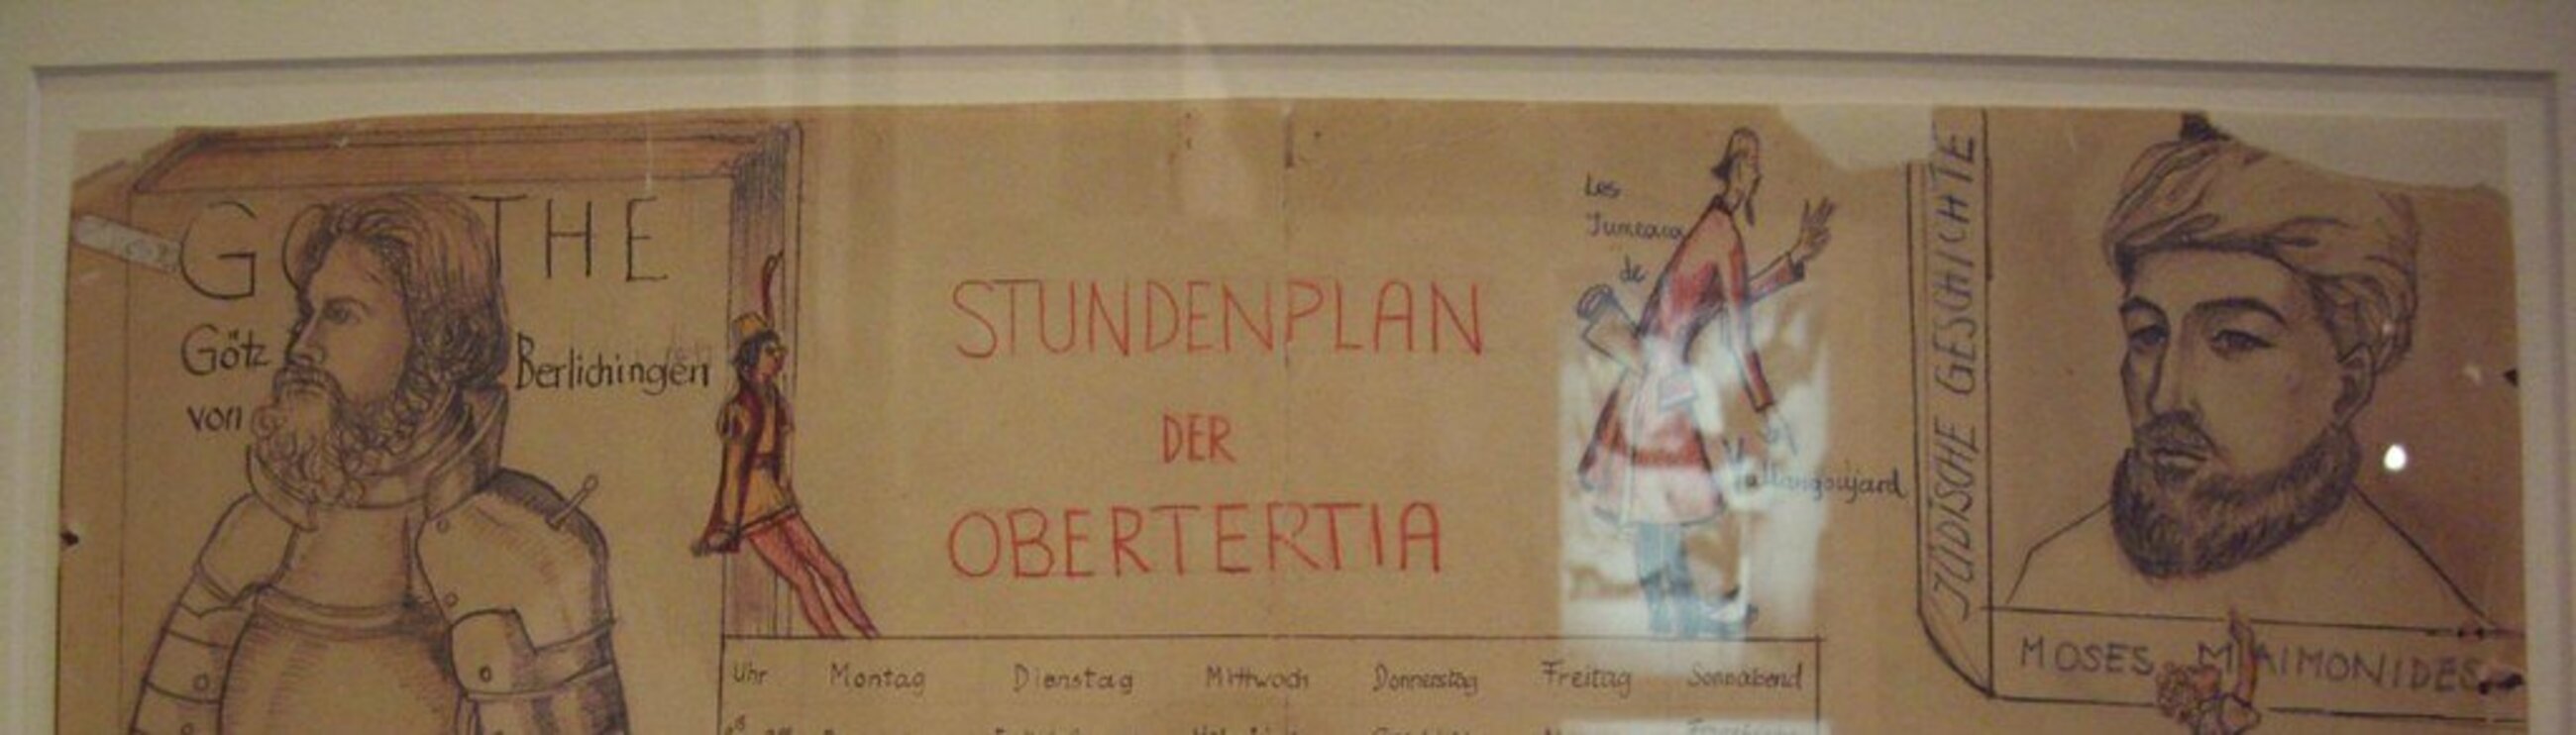 GOTHE
Götz
von
Berlichingen
STUNDENPLAN
DER
OBERTERTIA
Les
Jumeaux
de
Vallangoujard
JÜDISCHE GESCHICHTE
MOSES MAIMONIDES
Uhr Montag Dienstag Mittwoch Donnerstag Freitag Sonnabend